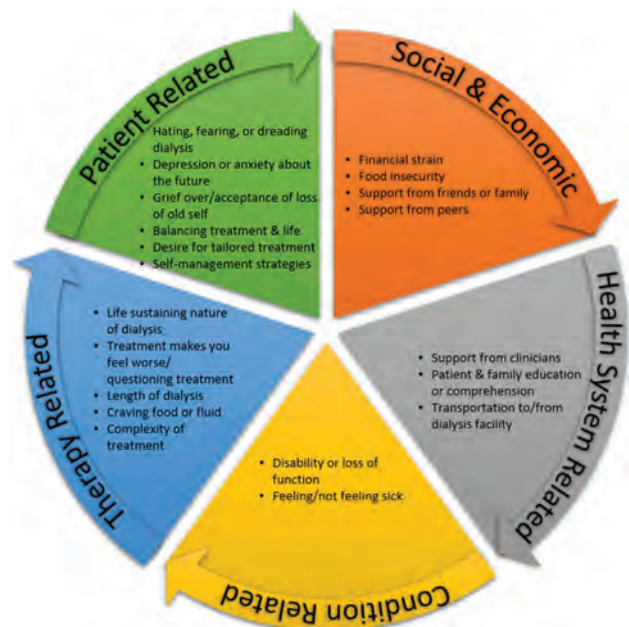 Patient Related
Hating, fearing, or dreading
dialysis
• Depression or anxiety about
the future
• Grief over/acceptance of loss
of old self
• Balancing treatment & life
• Desire for tailored treatment
• Self-management strategies
Social & Economic
• Financial strain
• Food insecurity
• Support from friends or family
• Support from peers
Health System Related
• Support from clinicians
• Patient & family education
or comprehension
• Transportation to/from
dialysis facility
Condition Related
• Disability or loss of
function
• Feeling/not feeling sick
Therapy Related
• Life sustaining nature
of dialysis
• Treatment makes you
feel worse/
questioning treatment
• Length of dialysis
• Craving food or fluid
• Complexity of
treatment